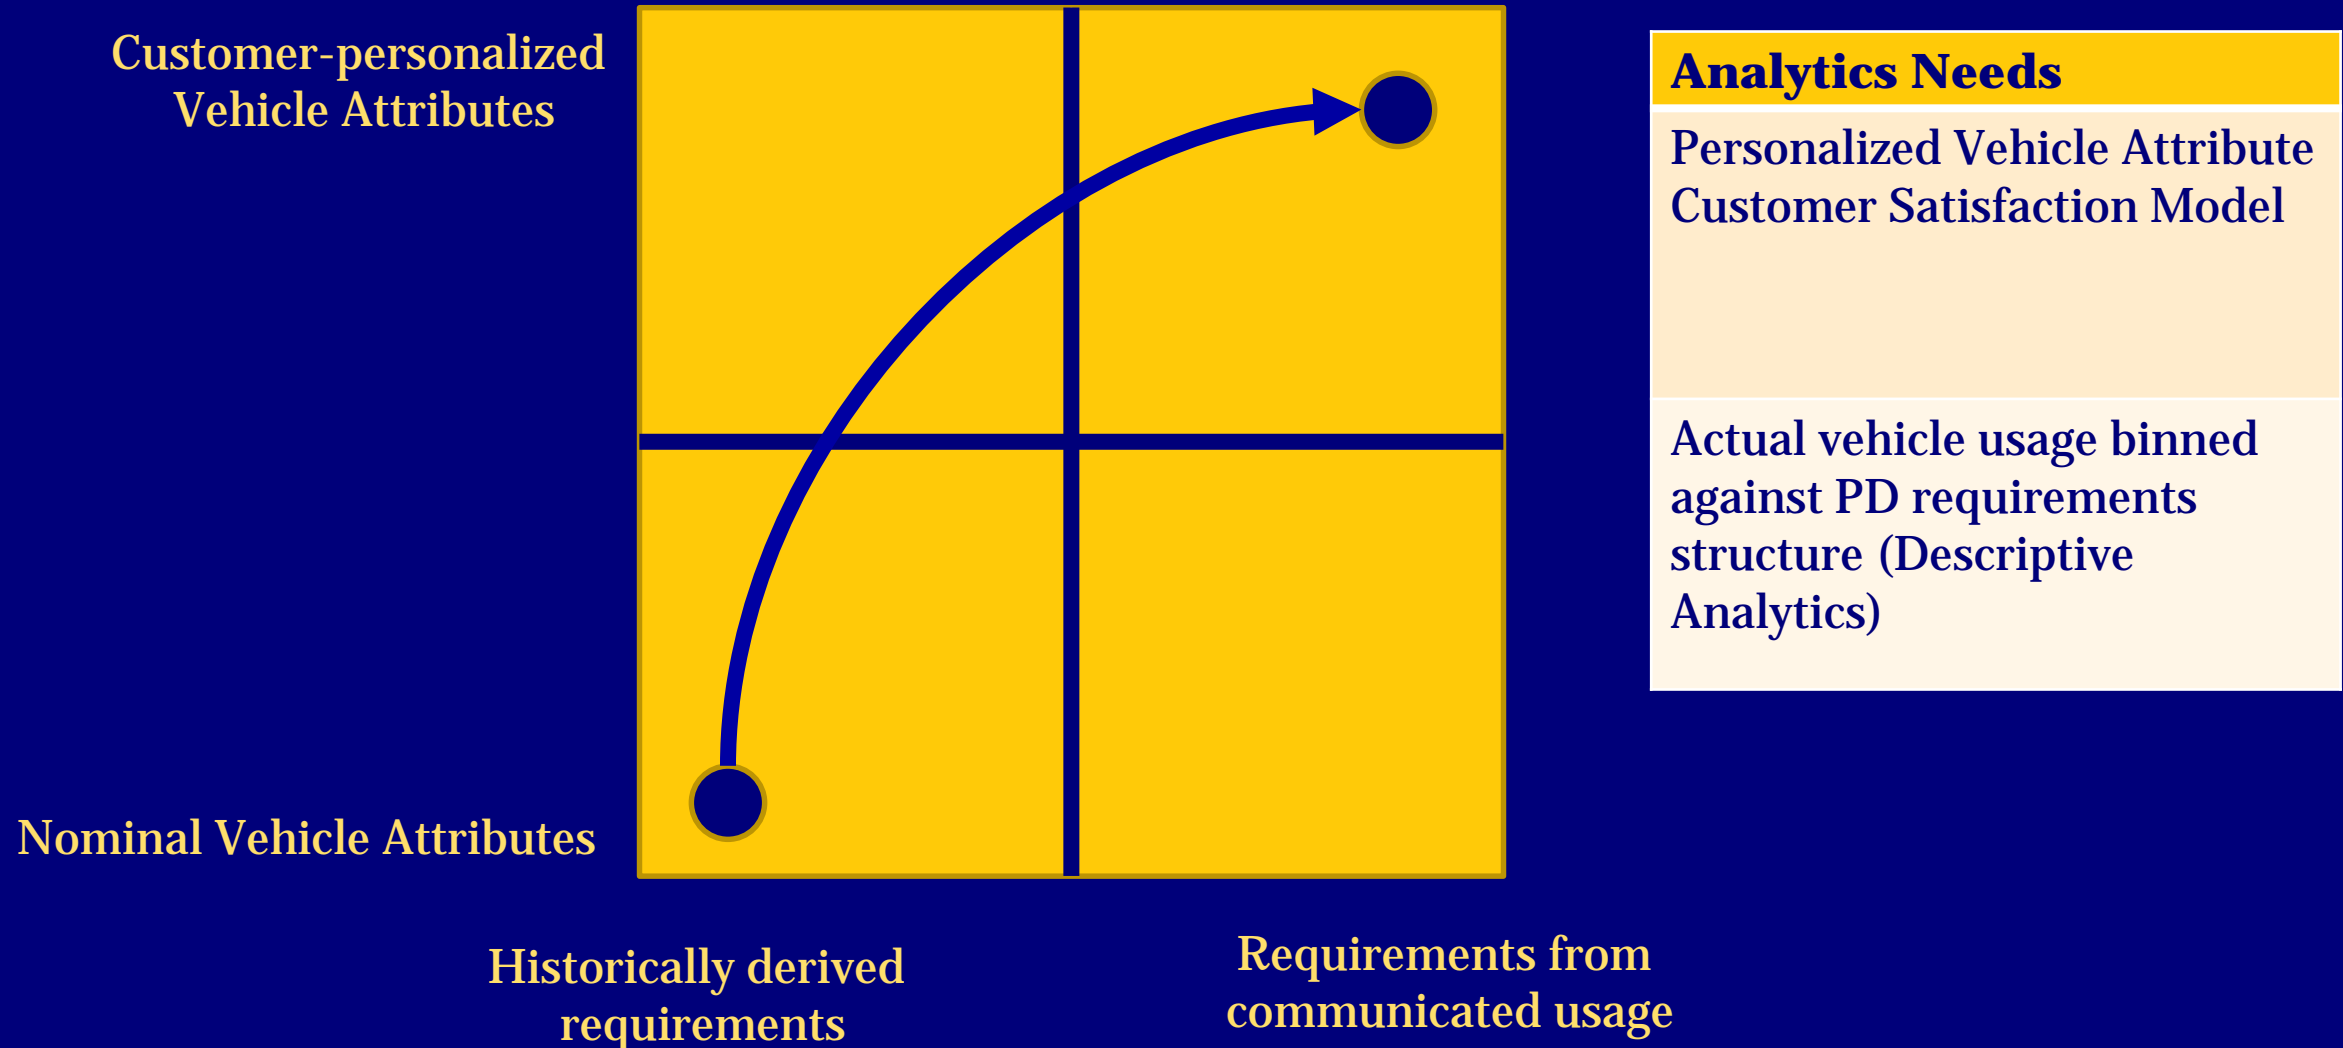 Customer-personalized
Vehicle Attributes
Nominal Vehicle Attributes
Historically derived
requirements
Requirements from
communicated usage
Analytics Needs
Personalized Vehicle Attribute
Customer Satisfaction Model
Actual vehicle usage binned
against PD requirements
structure (Descriptive
Analytics)